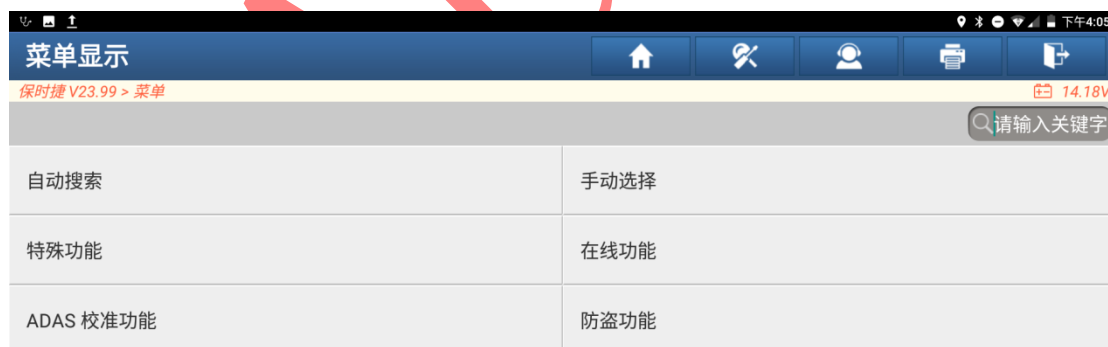 下午4:05
菜单显示
保时捷 V23.99 > 菜单
14.18V
请输入关键字
自动搜索
手动选择
特殊功能
在线功能
ADAS 校准功能
防盗功能